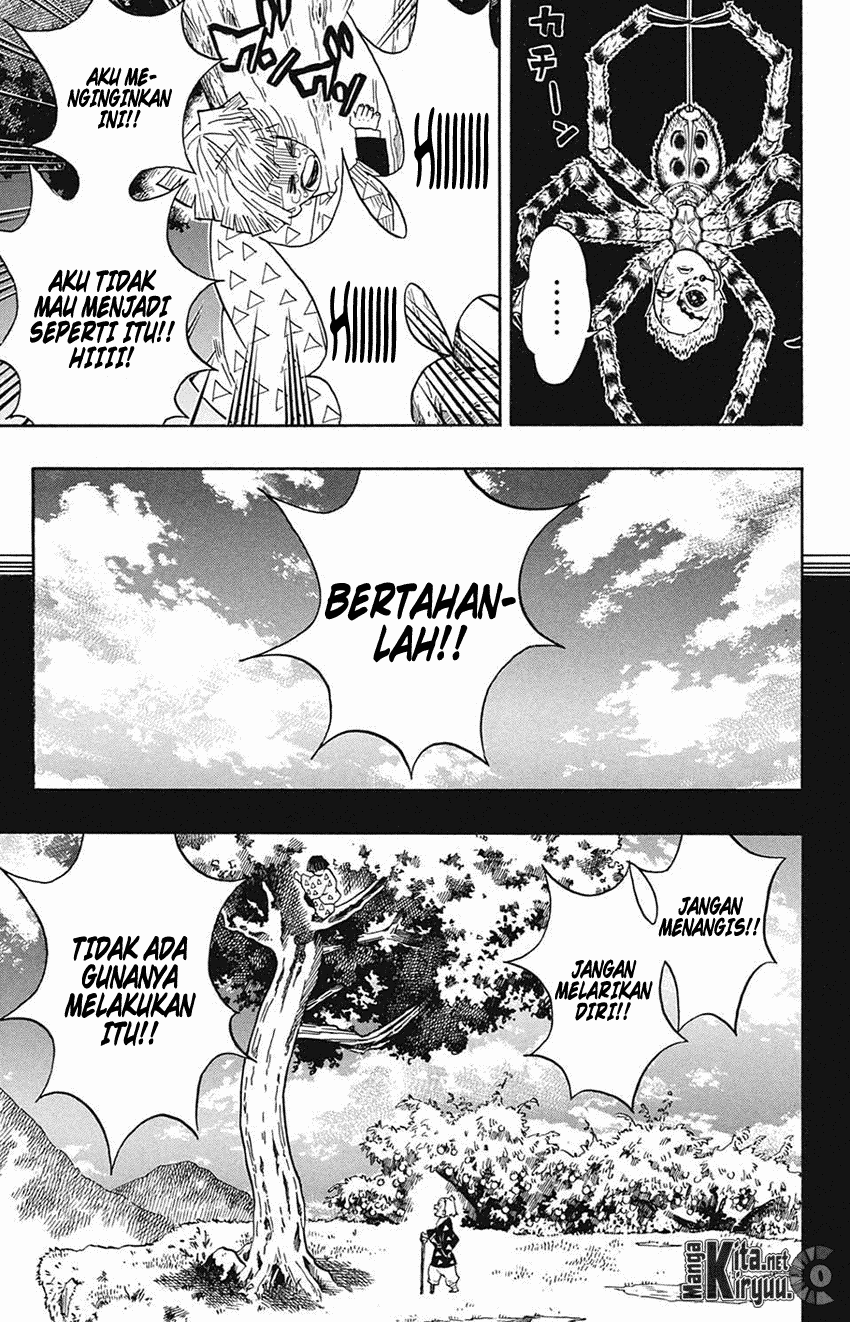 カチーン
......
AKU ME-
NGINGINKAN
INI!!
HIIIIII
AKU TIDAK
MAU MENJADI
SEPERTI ITU!!
HIIII!
HIIIIII
BERTAHAN-
LAH!!
JANGAN
MENANGIS!!
JANGAN
MELARIKAN
DIRI!!
TIDAK ADA
GUNANYA
MELAKUKAN
ITU!!
MangaKita.net
Kiryuu.